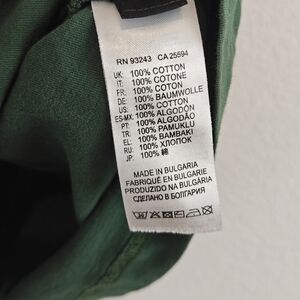 RN 93243 CA 25594
UK: 100% COTTON
IT: 100% COTONE
FR: 100% COTON
DE: 100% BAUMWOLLE
US: 100% COTTON
ES-MX: 100% ALGODÓN
PT: 100% ALGODÃO
TR: 100% PAMUKLU
EL: 100% BAMBAKI
RU: 100% ХЛОПОК
JP: 100% 綿
MADE IN BULGARIA
FABRIQUÉ EN BULGARIE
PRODUZIDO NA BULGÁRIA
СДЕЛАНО В БОЛГАРИИ